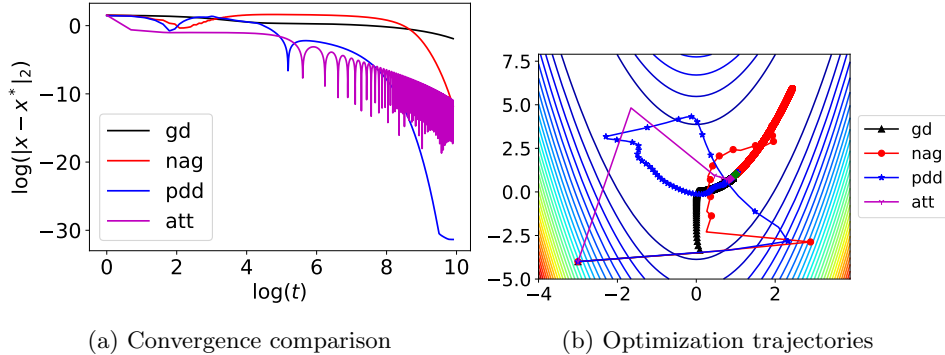 0
−10
−20
−30
log(|x − x*|₂)
gd
nag
pdd
att
0 2 4 6 8 10
log(t)
(a) Convergence comparison
7.5
5.0
2.5
0.0
−2.5
−5.0
−4 −2 0 2
gd
nag
pdd
att
(b) Optimization trajectories